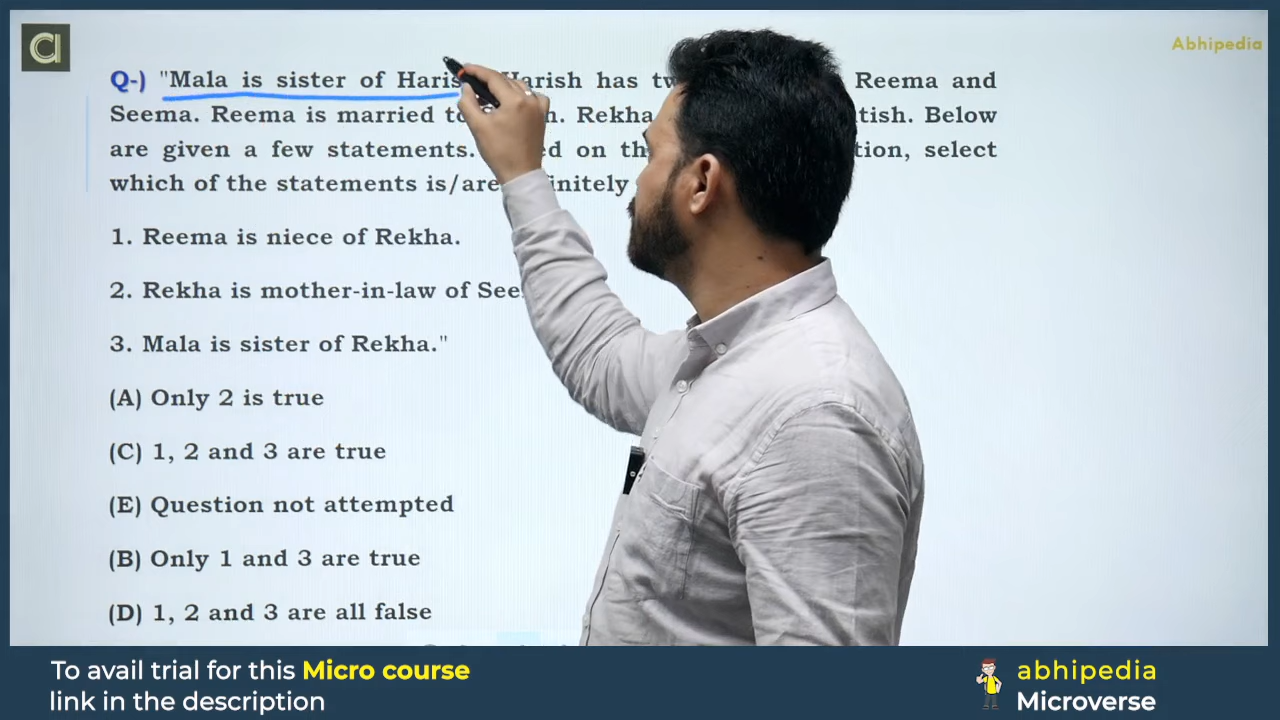 Abhipedia
Q-) "Mala is sister of Haris Harish has tw Reema and
Seema. Reema is married to h. Rekha tish. Below
are given a few statements. ed on th tion, select
which of the statements is/are finitely
1. Reema is niece of Rekha.
2. Rekha is mother-in-law of See
3. Mala is sister of Rekha."
(A) Only 2 is true
(C) 1, 2 and 3 are true
(E) Question not attempted
(B) Only 1 and 3 are true
(D) 1, 2 and 3 are all false
To avail trial for this Micro course
link in the description
abhipedia
Microverse